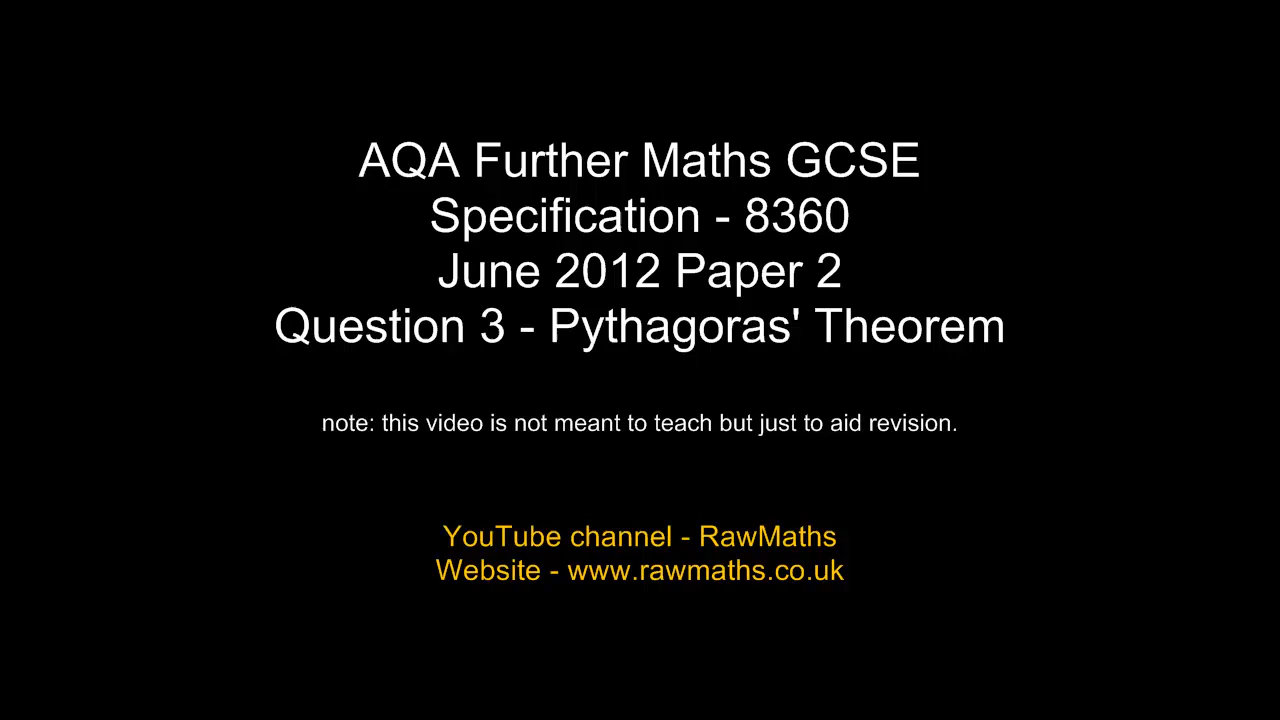 AQA Further Maths GCSE
Specification - 8360
June 2012 Paper 2
Question 3 - Pythagoras' Theorem
note: this video is not meant to teach but just to aid revision.
YouTube channel - RawMaths
Website - www.rawmaths.co.uk